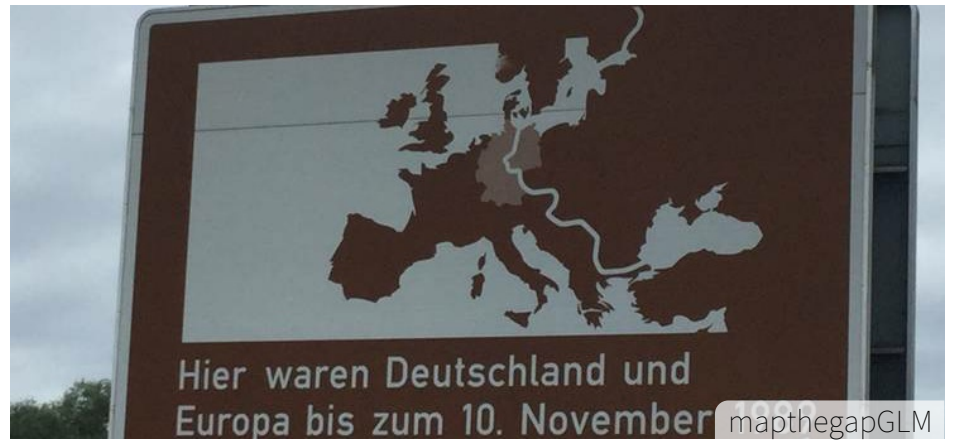 Hier waren Deutschland und
Europa bis zum 10. November
mapthegapGLM